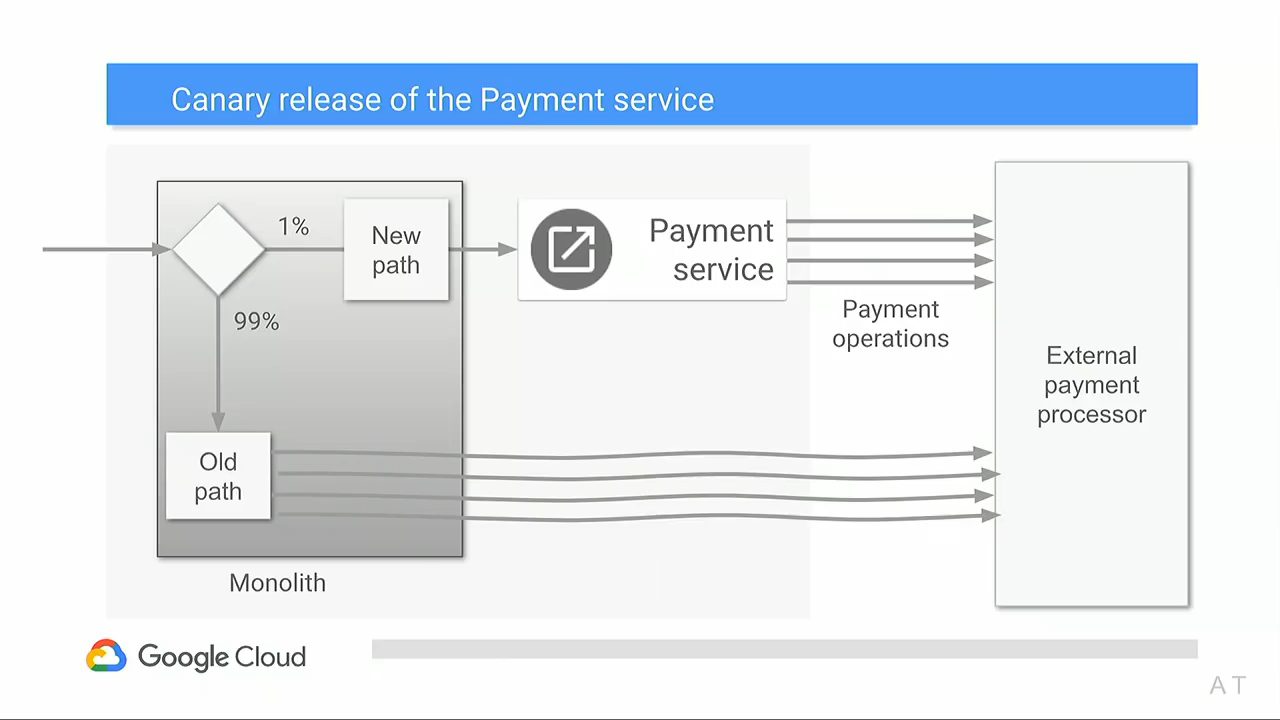 Canary release of the Payment service
1%
New
path
Payment
service
99%
Payment
operations
External
payment
processor
Old
path
Monolith
Google Cloud
A T